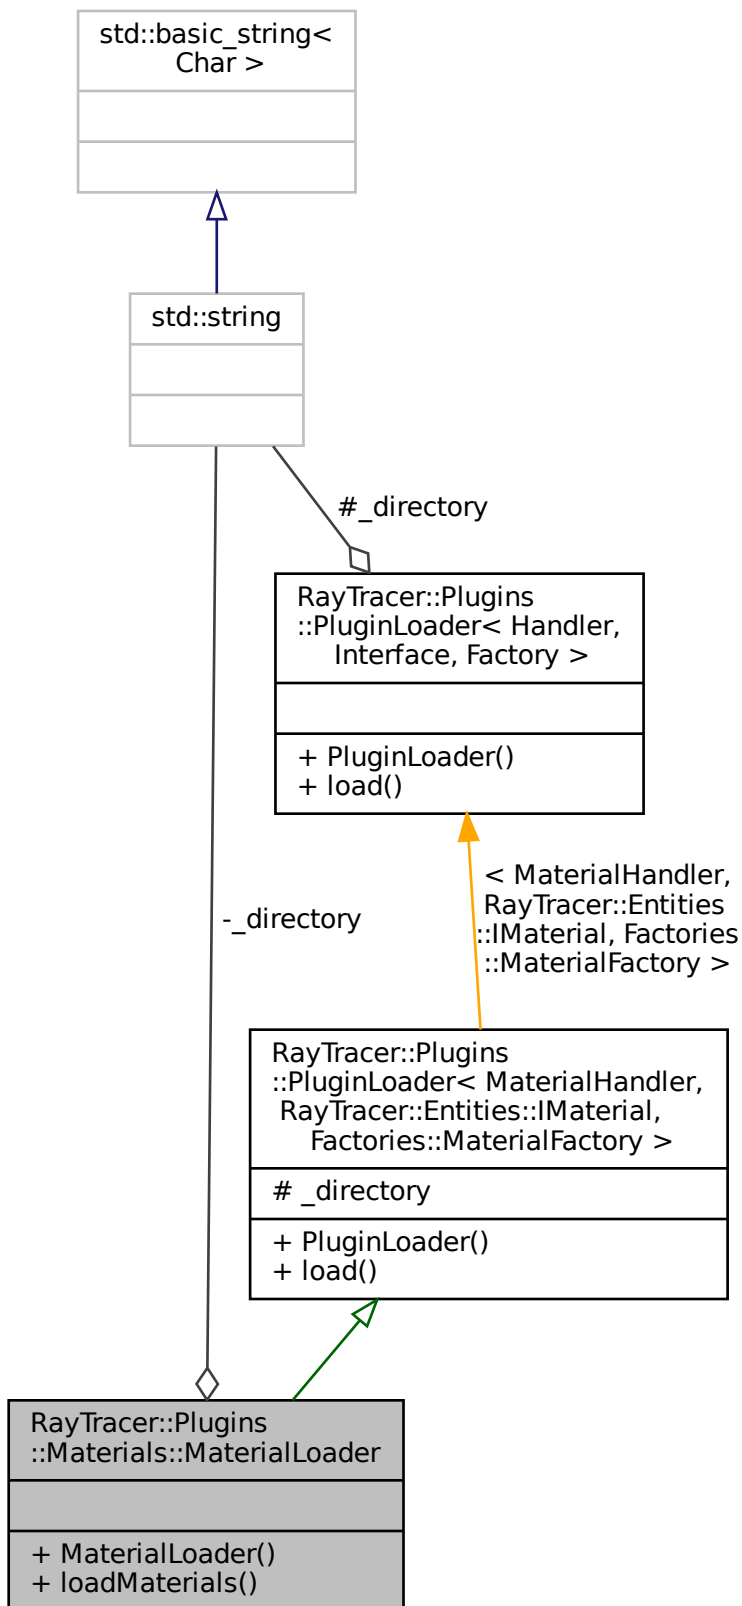 std::basic_string<
Char >
std::string
#_directory
RayTracer::Plugins
::PluginLoader< Handler,
Interface, Factory >
+ PluginLoader()
+ load()
< MaterialHandler,
RayTracer::Entities
::IMaterial, Factories
::MaterialFactory >
-_directory
RayTracer::Plugins
::PluginLoader< MaterialHandler,
RayTracer::Entities::IMaterial,
Factories::MaterialFactory >
# _directory
+ PluginLoader()
+ load()
RayTracer::Plugins
::Materials::MaterialLoader
+ MaterialLoader()
+ loadMaterials()